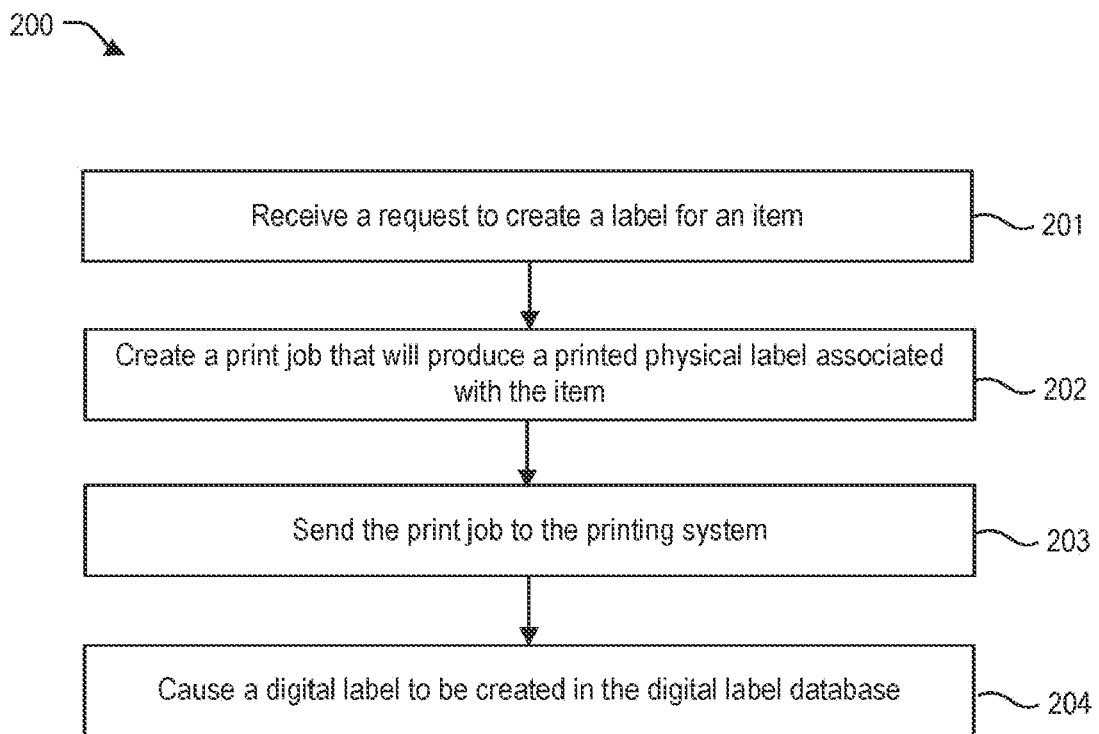 200
Receive a request to create a label for an item
201
Create a print job that will produce a printed physical label associated
with the item
202
Send the print job to the printing system
203
Cause a digital label to be created in the digital label database
204